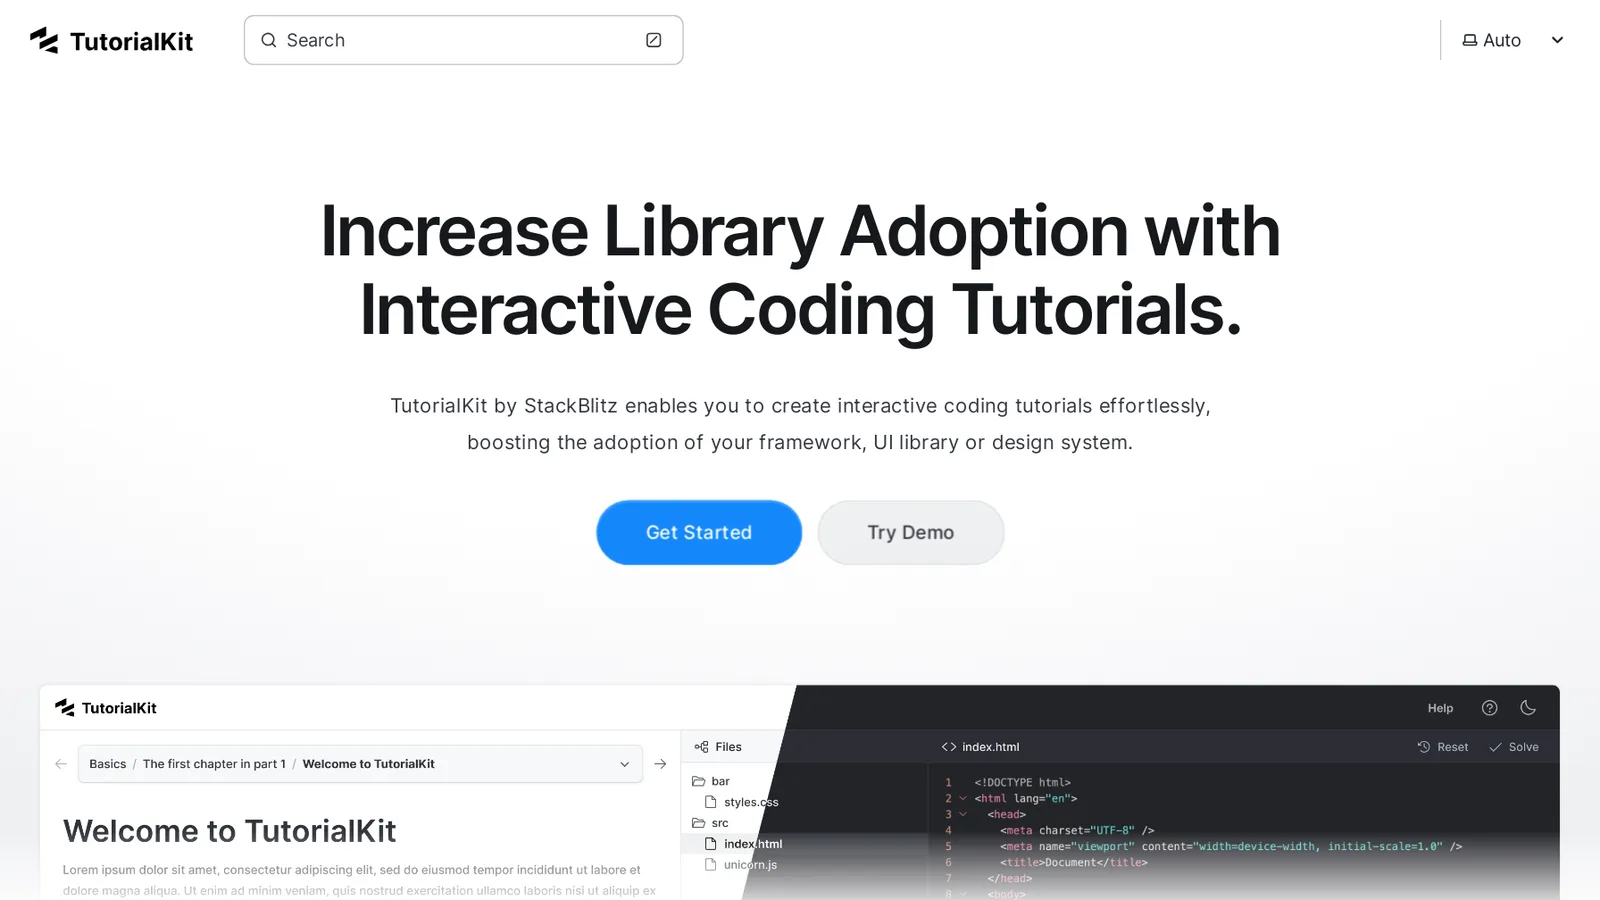 TutorialKit
Search
Auto
Increase Library Adoption with
Interactive Coding Tutorials.
TutorialKit by StackBlitz enables you to create interactive coding tutorials effortlessly,
boosting the adoption of your framework, UI library or design system.
Get Started
Try Demo
TutorialKit
Help
Basics / The first chapter in part 1 / Welcome to TutorialKit
Welcome to TutorialKit
Lorem ipsum dolor sit amet, consectetur adipiscing elit, sed do eiusmod tempor incididunt ut labore et
dolore magna aliqua. Ut enim ad minim veniam, quis nostrud exercitation ullamco laboris nisi ut aliquip ex
Files
bar
styles.css
src
index.html
unicorn.js
<> index.html
Reset
Solve
1 <!DOCTYPE html>
2 <html lang="en">
3 <head>
4 <meta charset="UTF-8" />
5 <meta name="viewport" content="width=device-width, initial-scale=1.0" />
6 <title>Document</title>
7 </head>
8 <body>